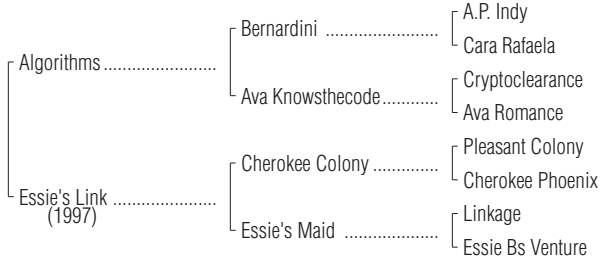 A.P. Indy
Bernardini ........................
Cara Rafaela
Algorithms ........................
Cryptoclearance
Ava Knowsthecode............
Ava Romance
Pleasant Colony
Cherokee Colony ..............
Cherokee Phoenix
Essie's Link ......................
(1997)
Linkage
Essie's Maid ....................
Essie Bs Venture